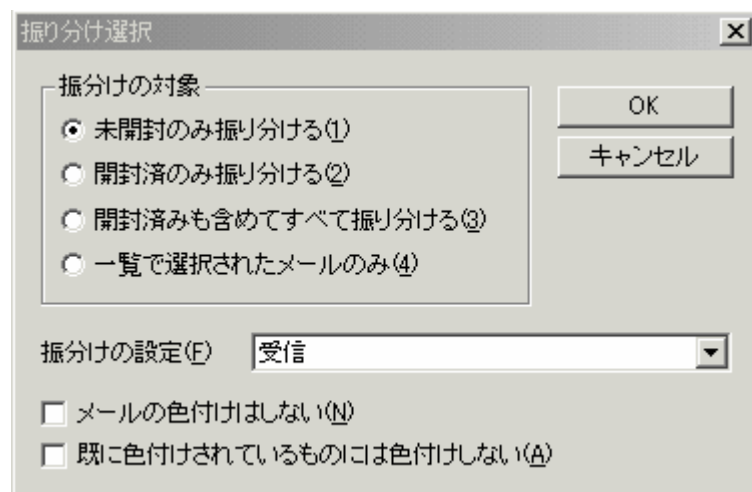 振り分け選択
振分けの対象
未開封のみ振り分ける(1)
開封済のみ振り分ける(2)
開封済みも含めてすべて振り分ける(3)
一覧で選択されたメールのみ(4)
OK
キャンセル
振分けの設定(F) 受信
メールの色付けはしない(N)
既に色付けされているものには色付けしない(A)